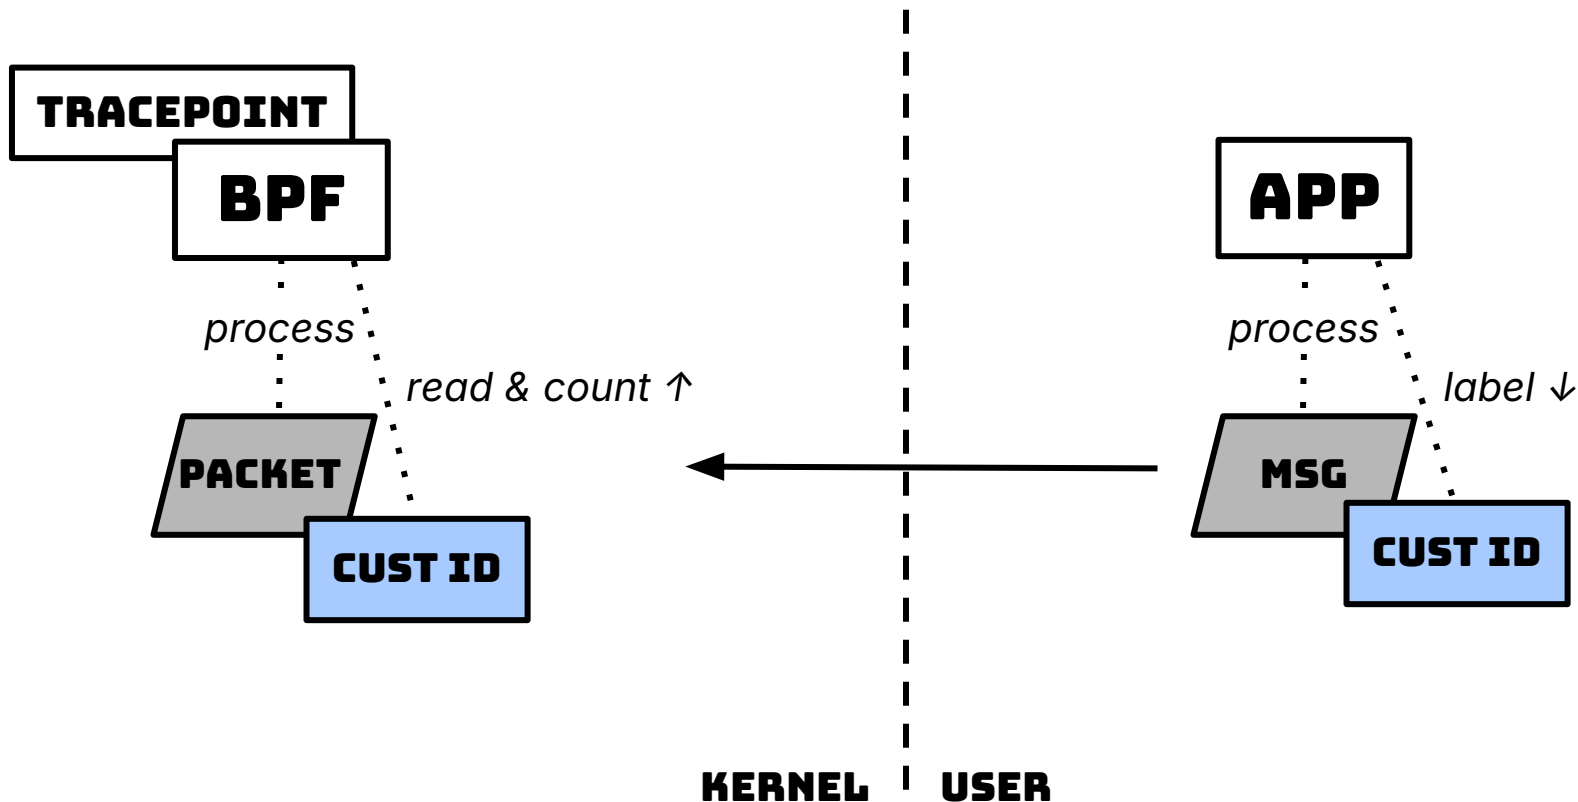 TRACEPOINT
BPF
process
read & count ↑
PACKET
CUST ID
APP
process
label ↓
MSG
CUST ID
KERNEL
USER